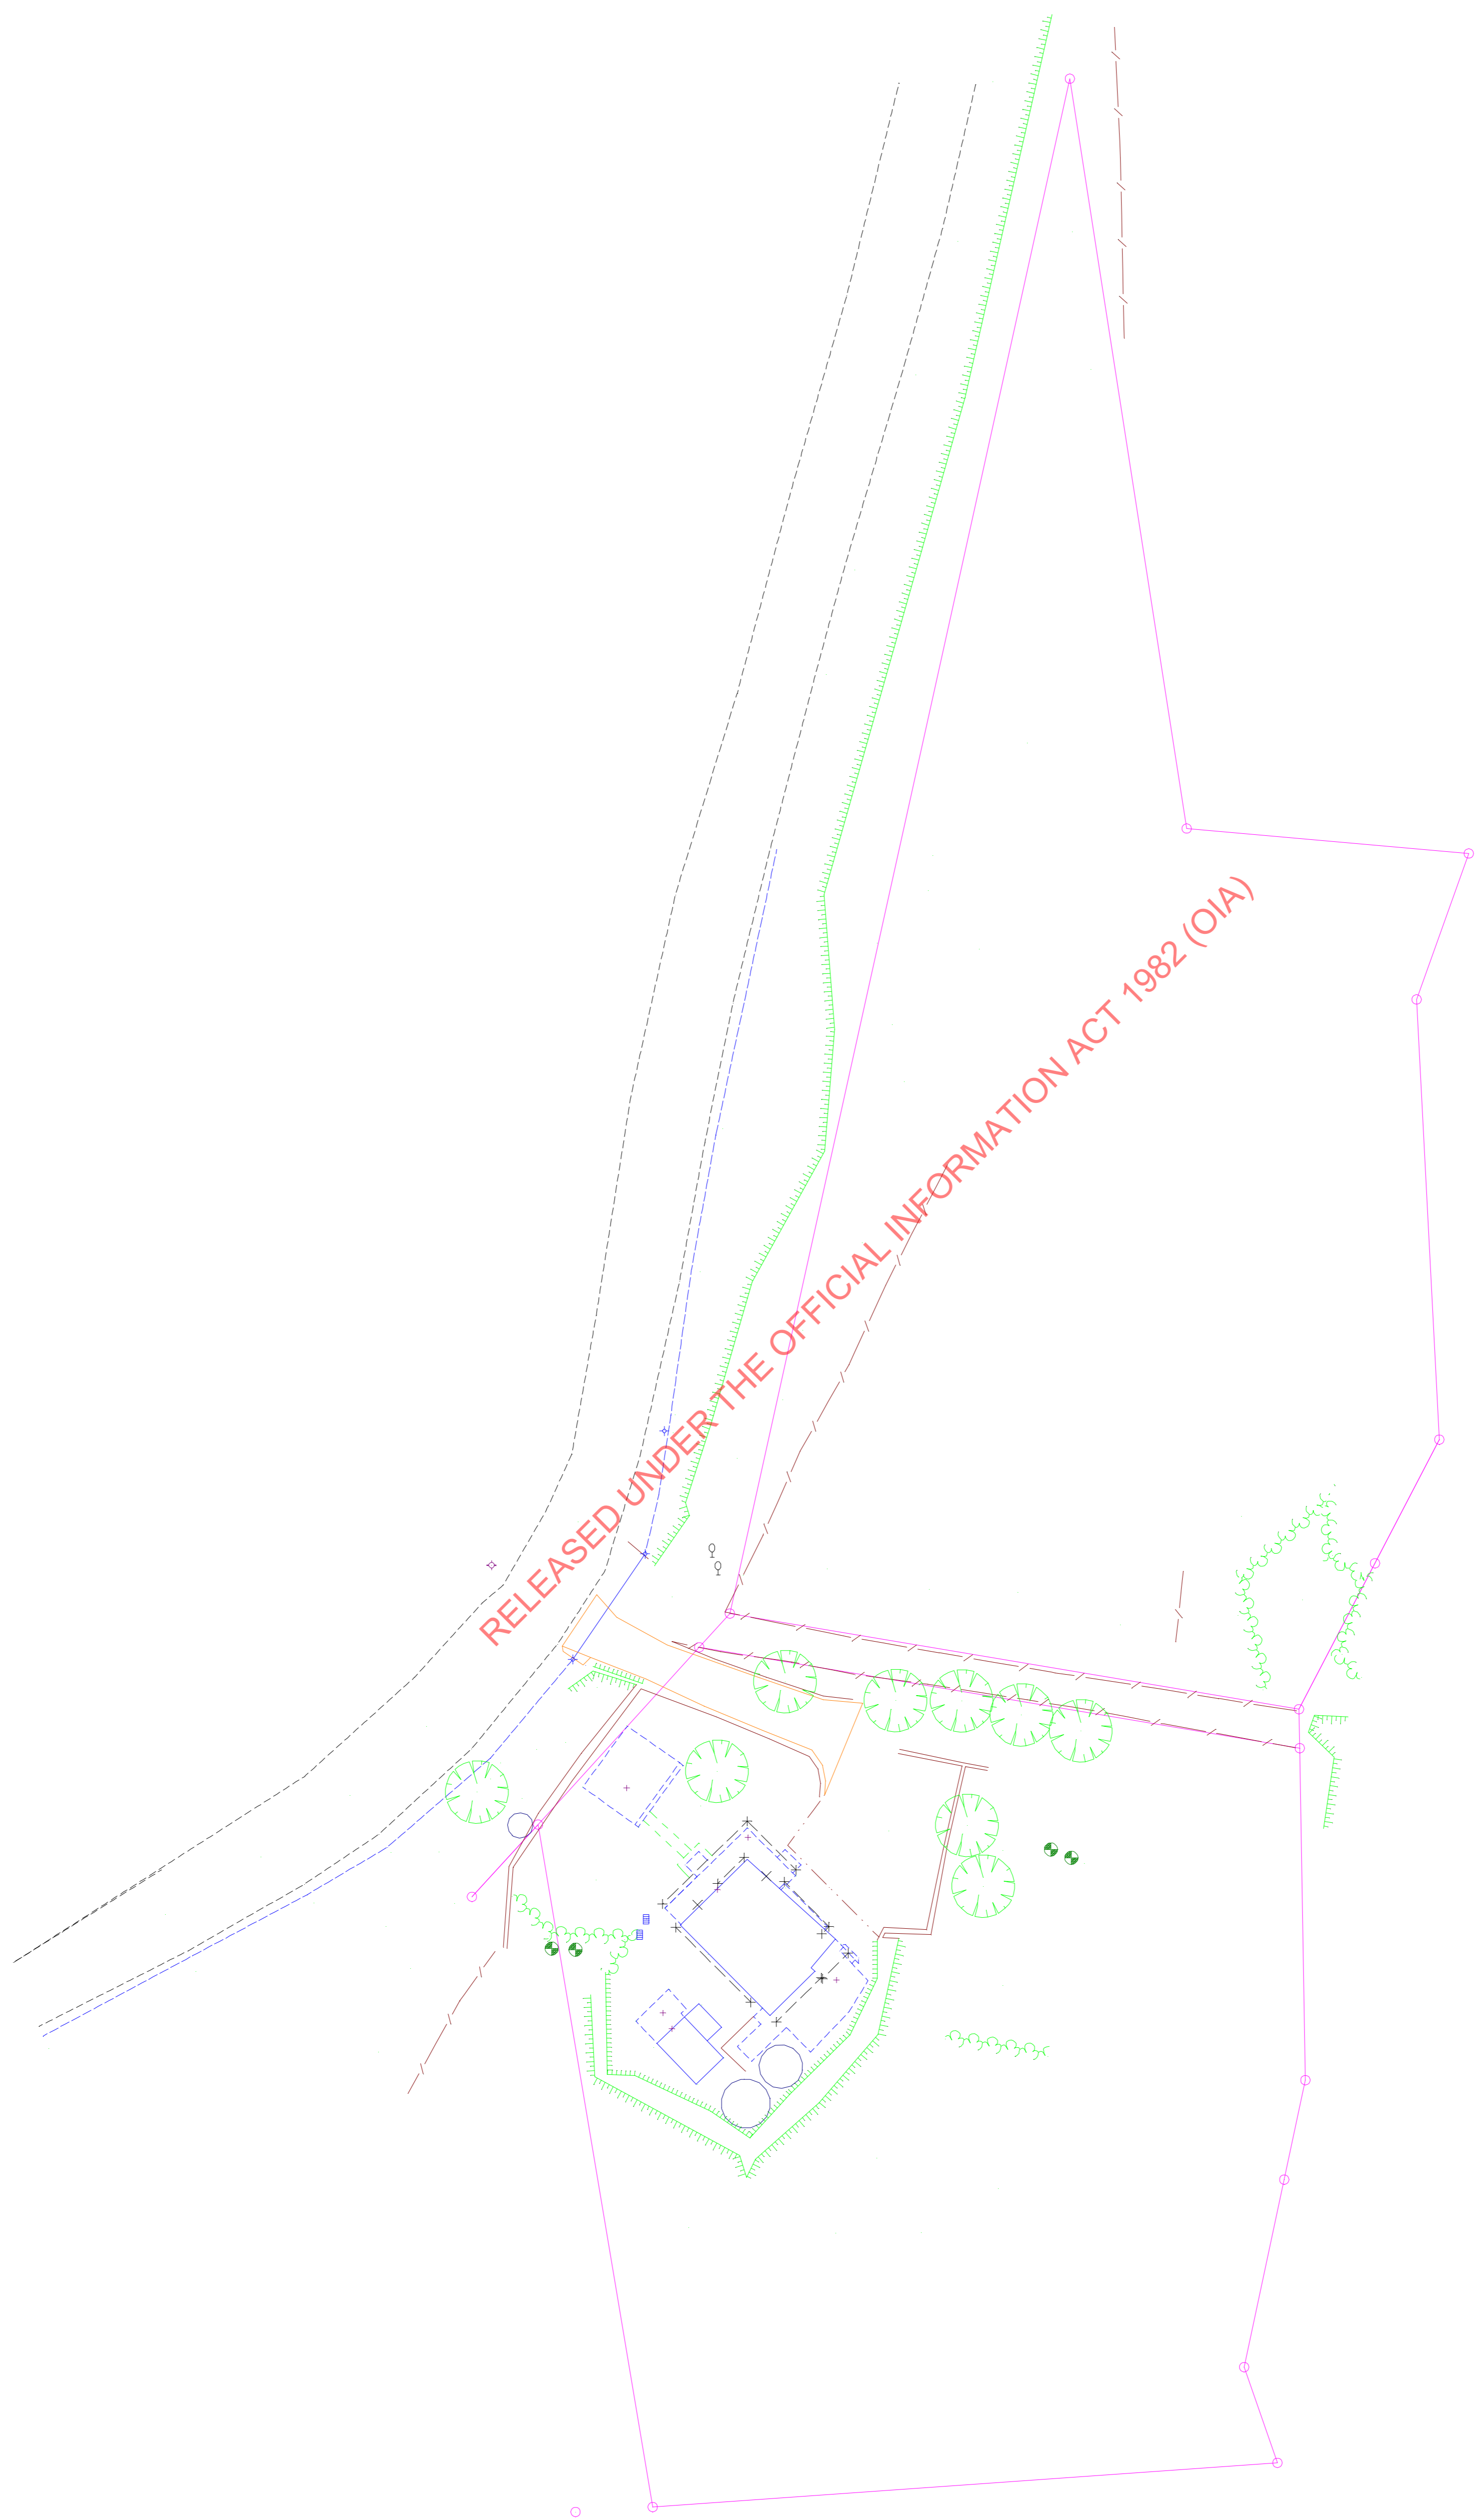 RELEASED UNDER THE OFFICIAL INFORMATION ACT 1982 (OIA)